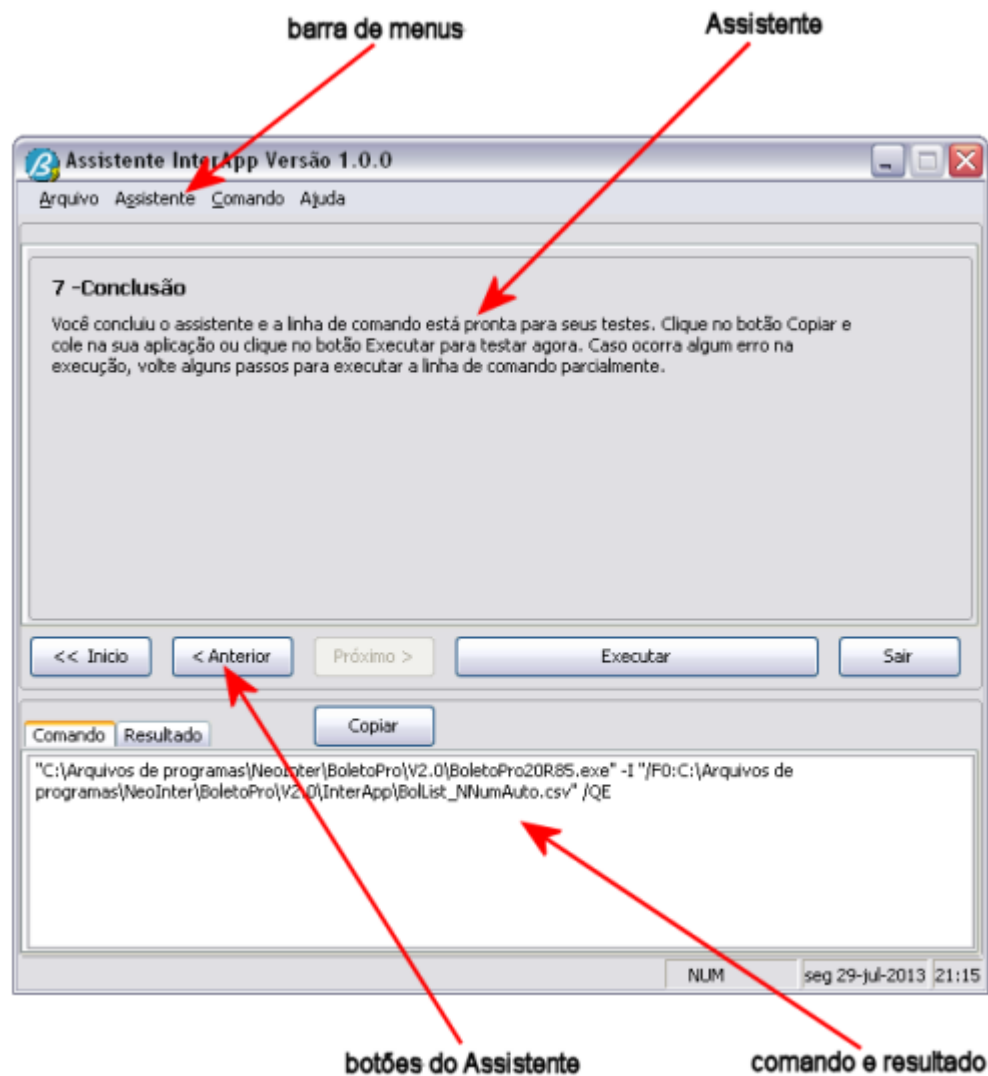 barra de menus
Assistente
Assistente InterApp Versão 1.0.0
Arquivo Assistente Comando Ajuda
7 -Conclusão
Você concluiu o assistente e a linha de comando está pronta para seus testes. Clique no botão Copiar e
cole na sua aplicação ou clique no botão Executar para testar agora. Caso ocorra algum erro na
execução, volte alguns passos para executar a linha de comando parcialmente.
<< Inicio < Anterior Próximo > Executar Sair
Comando Resultado Copiar
"C:\Arquivos de programas\NeoInter\BoletoPro\V2.0\BoletoPro20R85.exe" -I "/F0:C:\Arquivos de
programas\NeoInter\BoletoPro\V2.0\InterApp\BolList_NNumAuto.csv" /QE
NUM seg 29-jul-2013 21:15
botões do Assistente
comando e resultado